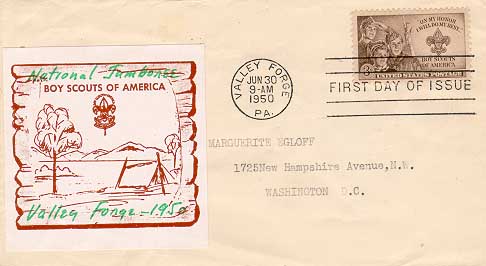 National Jamboree
BOY SCOUTS OF AMERICA
Valley Forge - 1950
VALLEY FORGE
JUN 30
9-AM
1950
PA.
ON MY HONOR
I WILL DO MY BEST...
BOY SCOUTS
OF AMERICA
3¢ UNITED STATES POSTAGE
FIRST DAY OF ISSUE
MARGUERITE EGLOFF
1725New Hampshire Avenue,N.W.
WASHINGTON D.C.